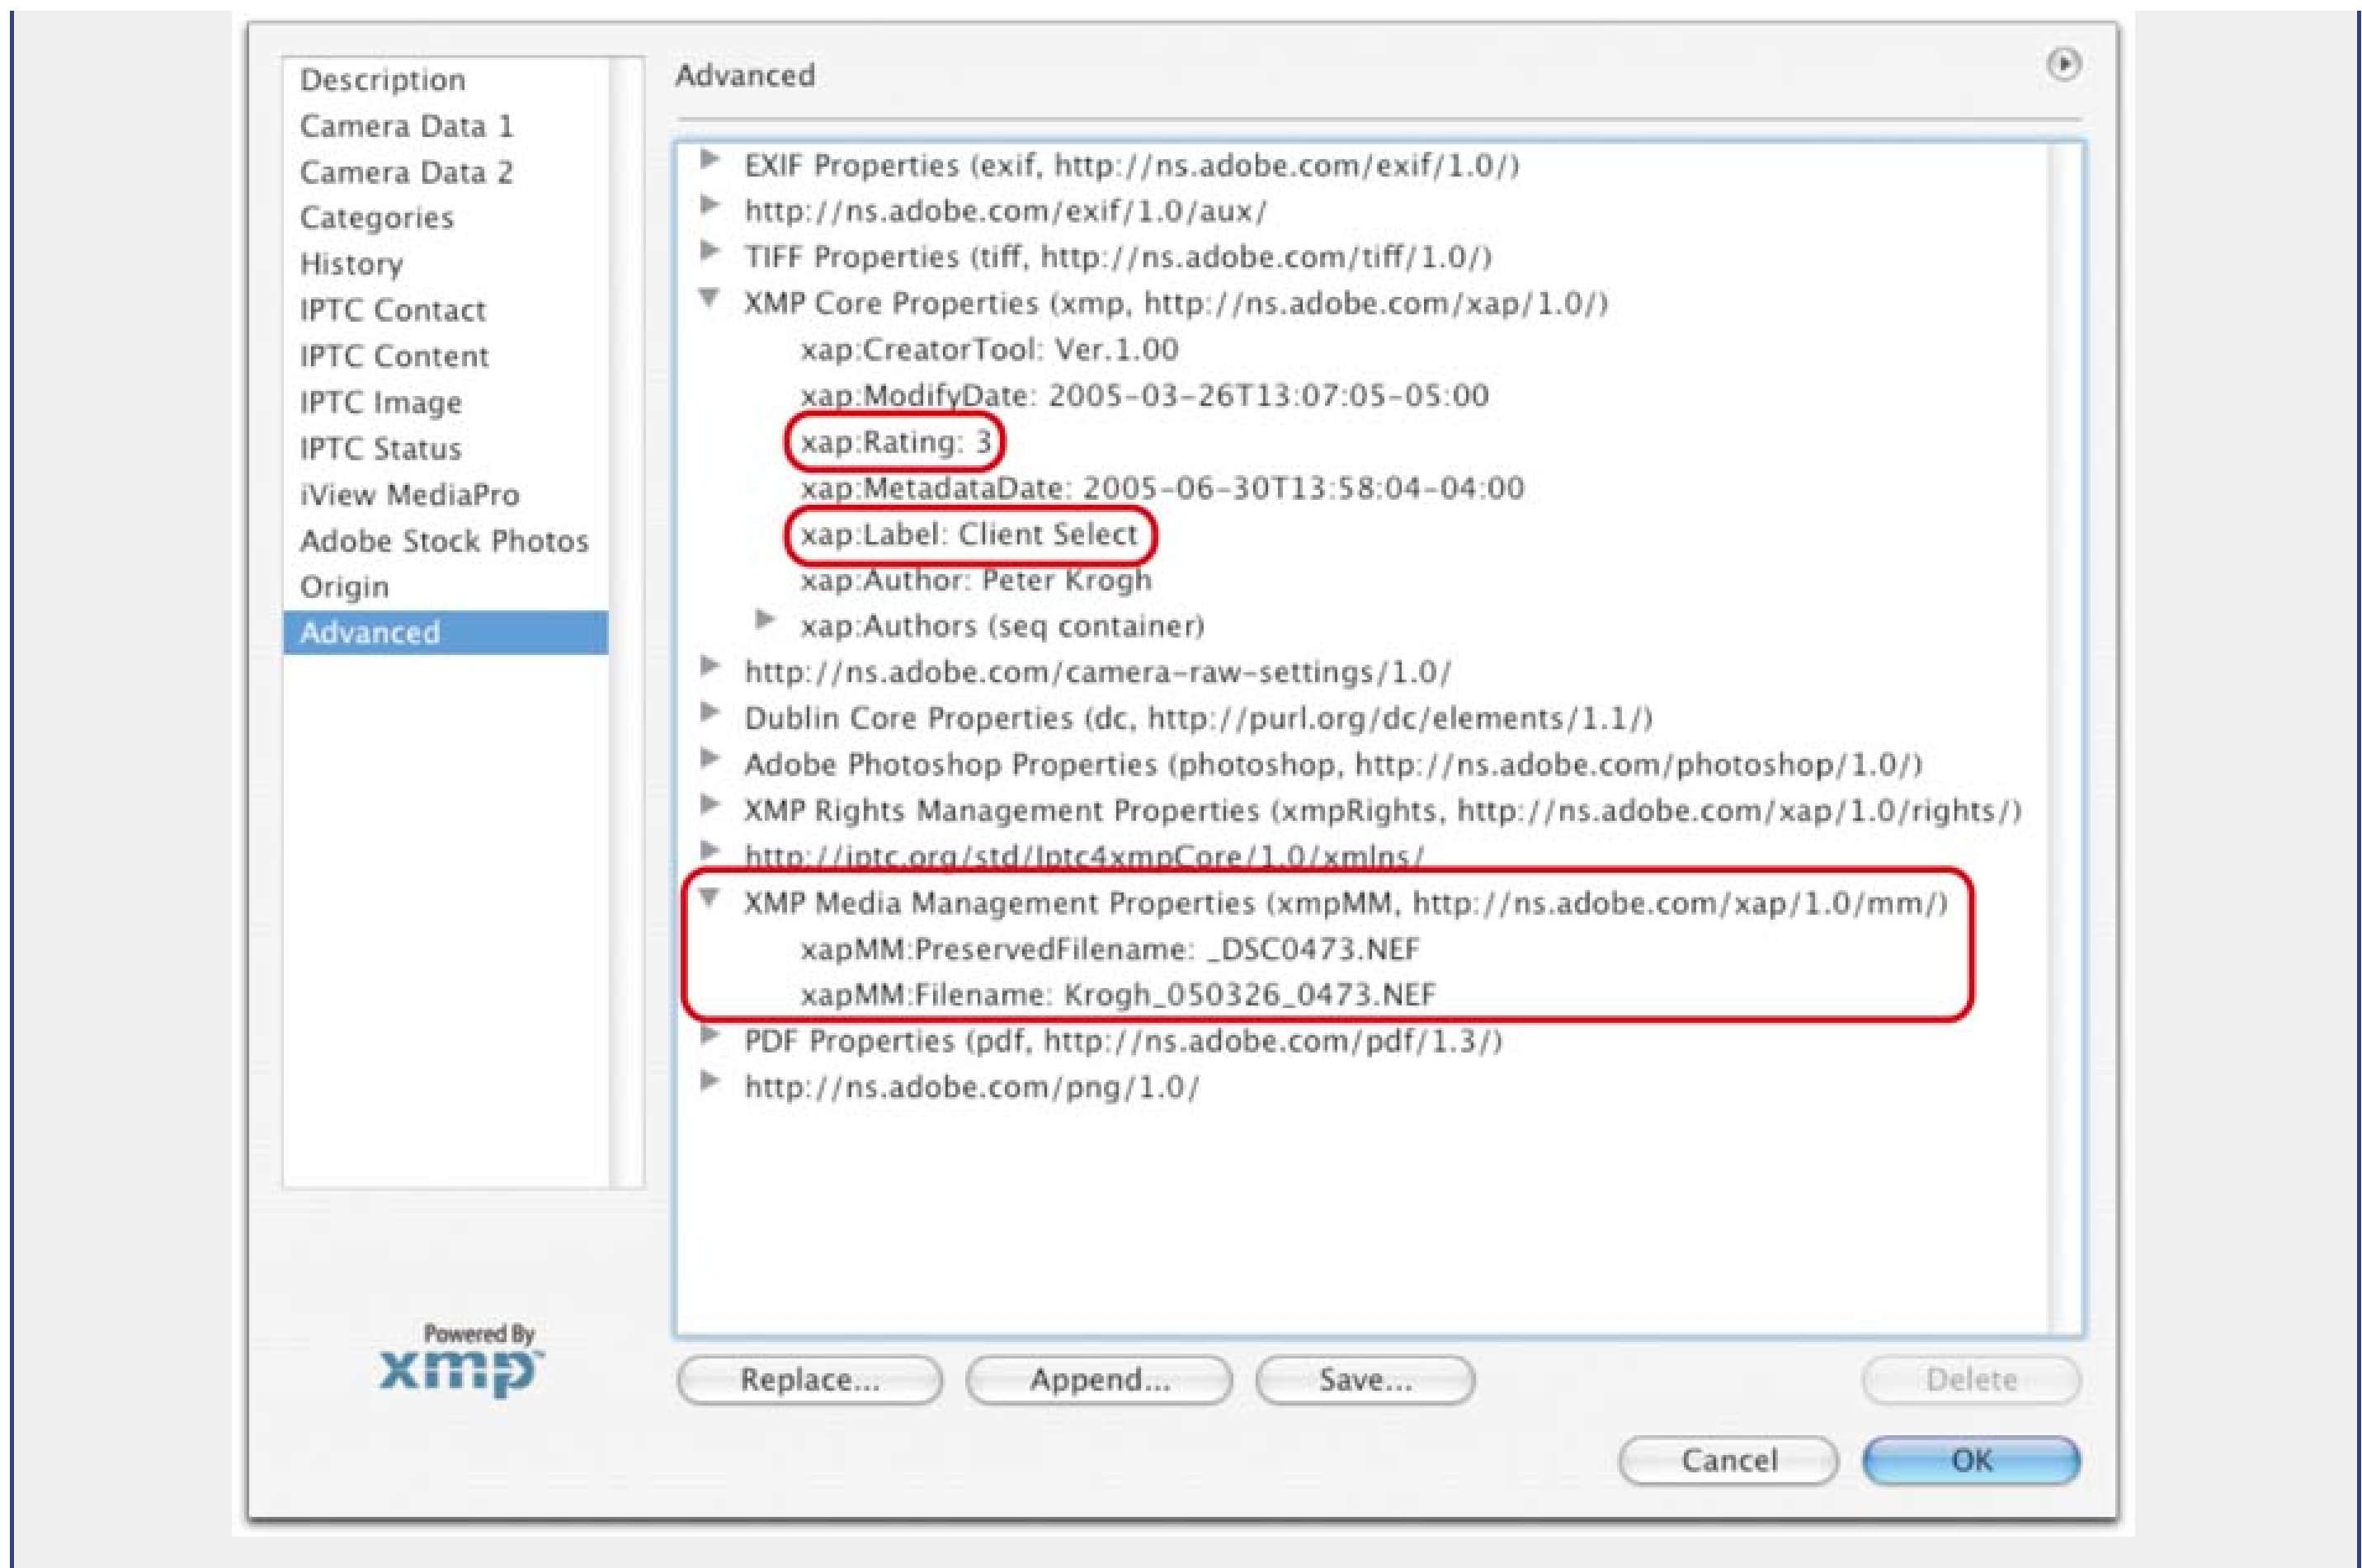 Description
Camera Data 1
Camera Data 2
Categories
History
IPTC Contact
IPTC Content
IPTC Image
IPTC Status
iView MediaPro
Adobe Stock Photos
Origin
Advanced
Powered By
xmp™
Advanced
EXIF Properties (exif, http://ns.adobe.com/exif/1.0/)
http://ns.adobe.com/exif/1.0/aux/
TIFF Properties (tiff, http://ns.adobe.com/tiff/1.0/)
XMP Core Properties (xmp, http://ns.adobe.com/xap/1.0/)
xap:CreatorTool: Ver.1.00
xap:ModifyDate: 2005-03-26T13:07:05-05:00
xap:Rating: 3
xap:MetadataDate: 2005-06-30T13:58:04-04:00
xap:Label: Client Select
xap:Author: Peter Krogh
xap:Authors (seq container)
http://ns.adobe.com/camera-raw-settings/1.0/
Dublin Core Properties (dc, http://purl.org/dc/elements/1.1/)
Adobe Photoshop Properties (photoshop, http://ns.adobe.com/photoshop/1.0/)
XMP Rights Management Properties (xmpRights, http://ns.adobe.com/xap/1.0/rights/)
http://iptc.org/std/Iptc4xmpCore/1.0/xmlns/
XMP Media Management Properties (xmpMM, http://ns.adobe.com/xap/1.0/mm/)
xapMM:PreservedFilename: _DSC0473.NEF
xapMM:Filename: Krogh_050326_0473.NEF
PDF Properties (pdf, http://ns.adobe.com/pdf/1.3/)
http://ns.adobe.com/png/1.0/
Replace... Append... Save... Delete
Cancel OK